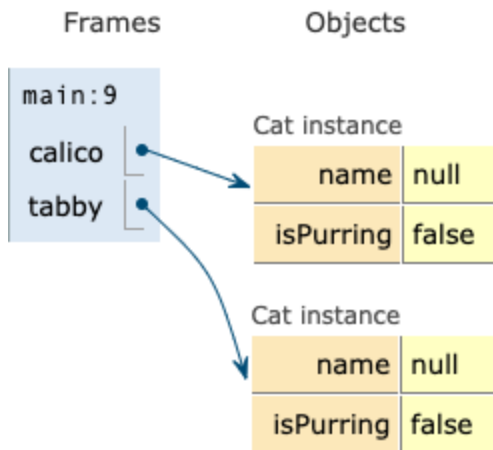 Frames Objects
main:9
calico
tabby
Cat instance
name null
isPurring false
Cat instance
name null
isPurring false